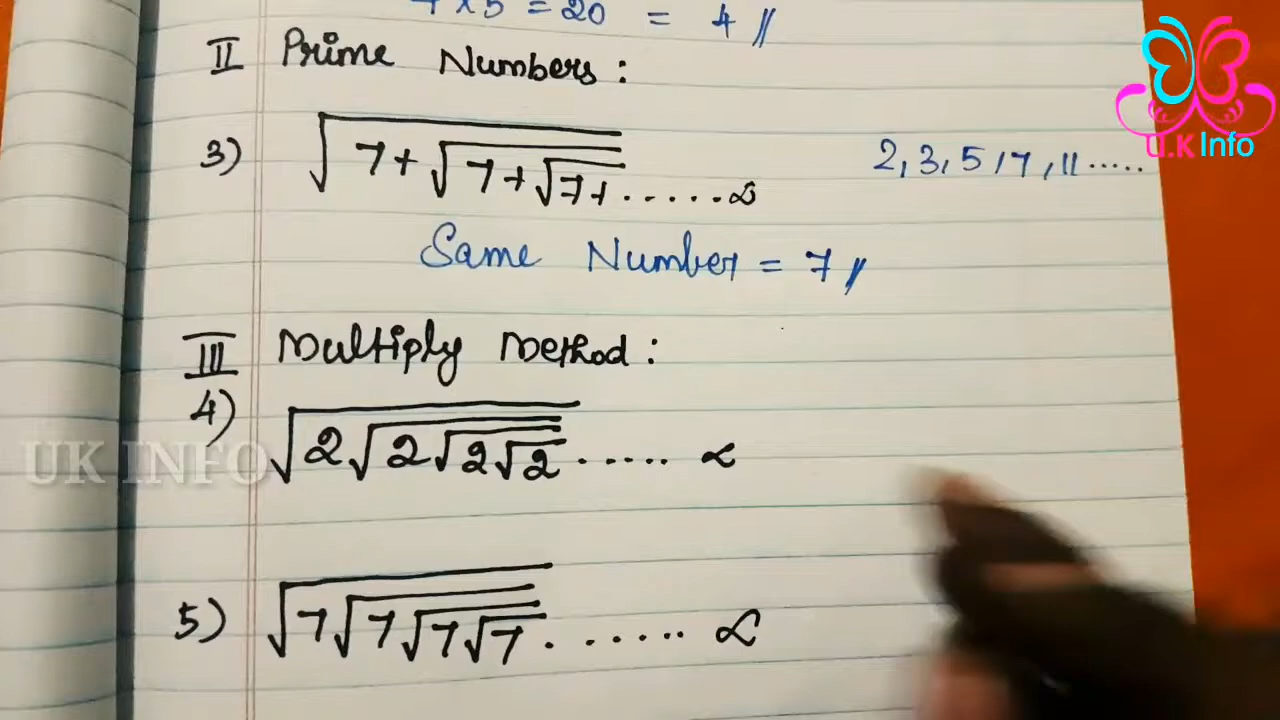 4 x 5 = 20 = 4 //
II Prime Numbers :
3) √7+√7+√7+ ......∞ 2, 3, 5, 7, 11 .....
Same Number = 7 //
III Multiply Method :
4) √2√2√2√2 ..... ∝
5) √7√7√7√7 ....... ∝
U.K Info
UK INFO